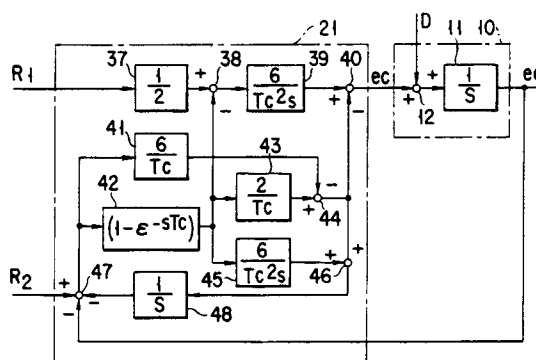 21
D
11
10
37
38
39
40
12
R1
1/2
+
−
6/Tc²s
+
−
ec
+
+
1/S
ec
41
6/Tc
43
−
42
2/Tc
+
44
(1-ε^-sTc)
6/Tc²s
+
+
45
46
R2
+
47
−
−
1/S
48